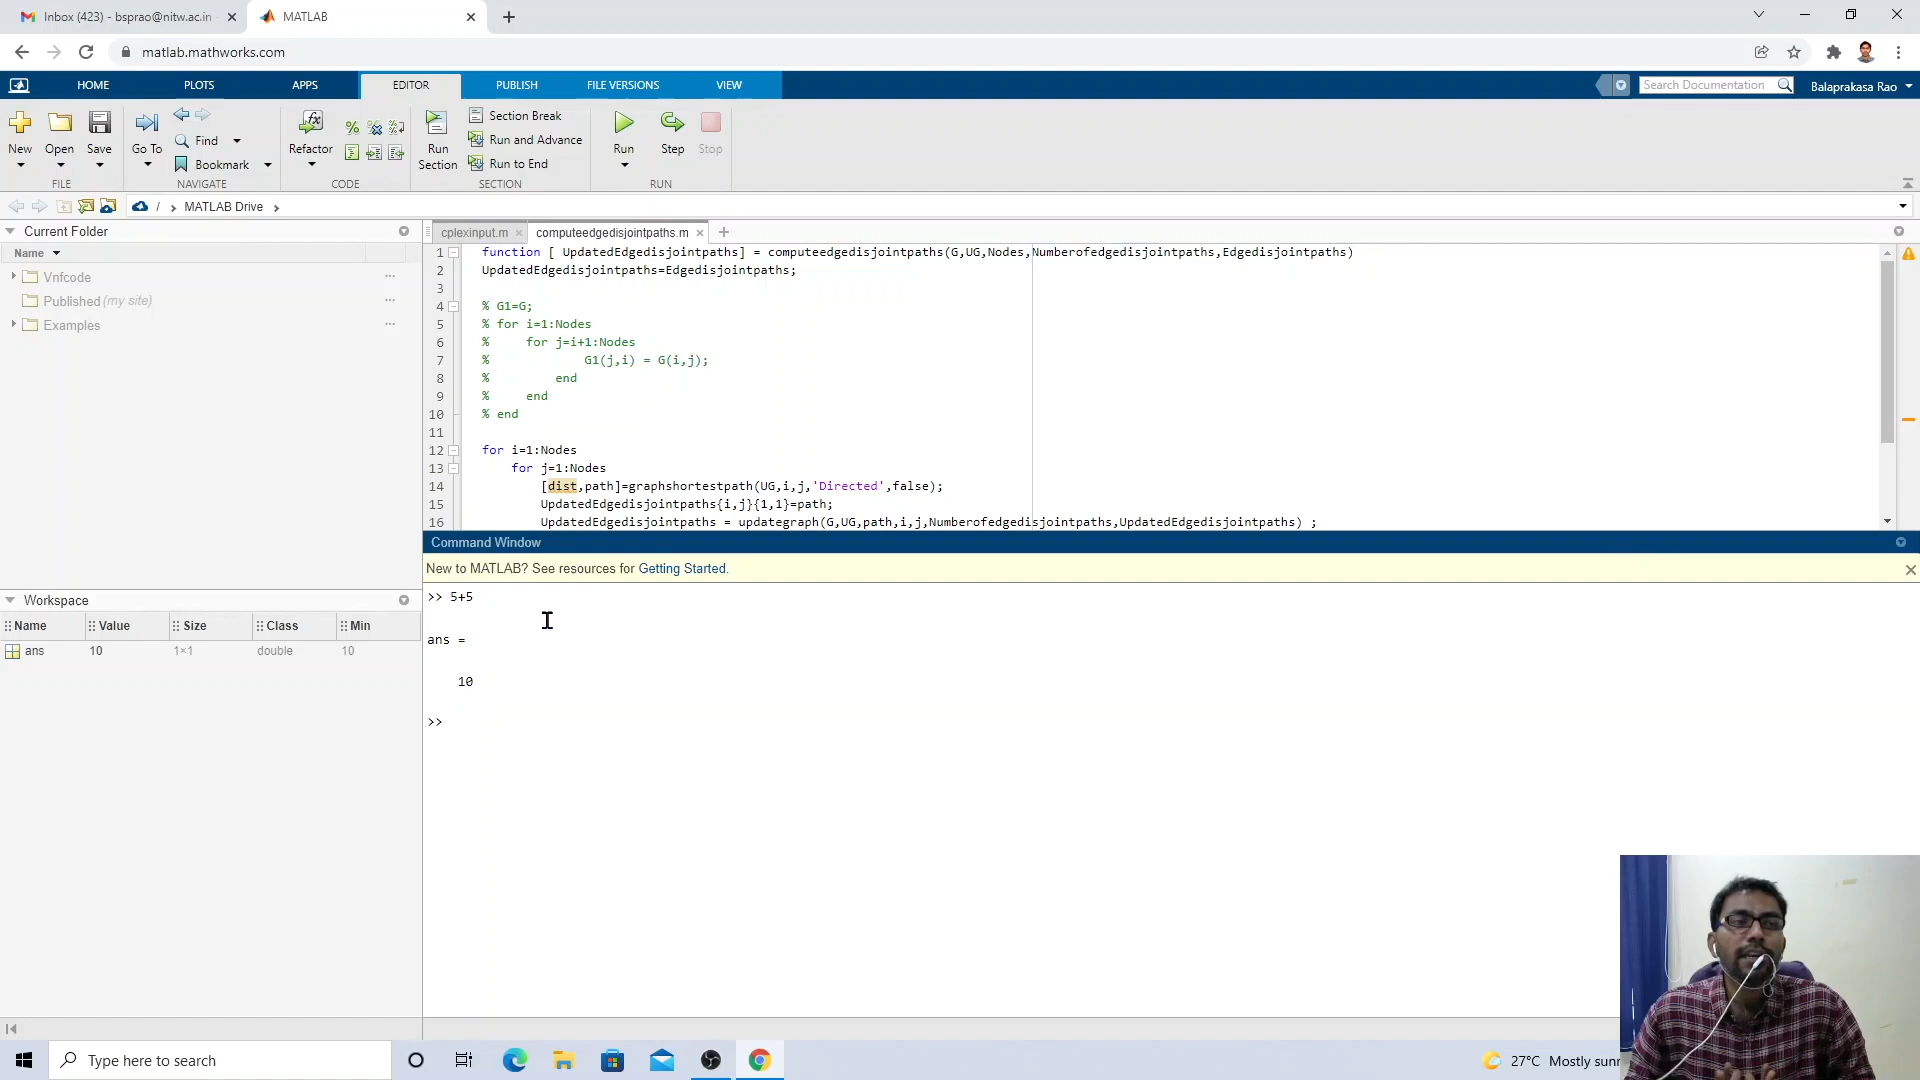 Inbox (423) - bsprao@nitw.ac.in
MATLAB
matlab.mathworks.com
HOME
PLOTS
APPS
EDITOR
PUBLISH
FILE VERSIONS
VIEW
Search Documentation
Balaprakasa Rao
New
Open
Save
Go To
Find
Bookmark
Refactor
Run Section
Section Break
Run and Advance
Run to End
Run
Step
Stop
FILE
NAVIGATE
CODE
SECTION
RUN
/ > MATLAB Drive >
Current Folder
Name
Vnfcode
Published (my site)
Examples
cplexinput.m
computeedgedisjointpaths.m
1 function [ UpdatedEdgedisjointpaths] = computeedgedisjointpaths(G,UG,Nodes,Numberofedgedisjointpaths,Edgedisjointpaths)
2 UpdatedEdgedisjointpaths=Edgedisjointpaths;
3
4 % G1=G;
5 % for i=1:Nodes
6 %     for j=i+1:Nodes
7 %             G1(j,i) = G(i,j);
8 %         end
9 %     end
10 % end
11
12 for i=1:Nodes
13     for j=1:Nodes
14         [dist,path]=graphshortestpath(UG,i,j,'Directed',false);
15         UpdatedEdgedisjointpaths{i,j}{1,1}=path;
16         UpdatedEdgedisjointpaths = updategraph(G,UG,path,i,j,Numberofedgedisjointpaths,UpdatedEdgedisjointpaths) ;
Command Window
New to MATLAB? See resources for Getting Started.
>> 5+5
ans =
10
>>
Workspace
Name Value Size Class Min
ans 10 1×1 double 10
Type here to search
27°C Mostly sunn